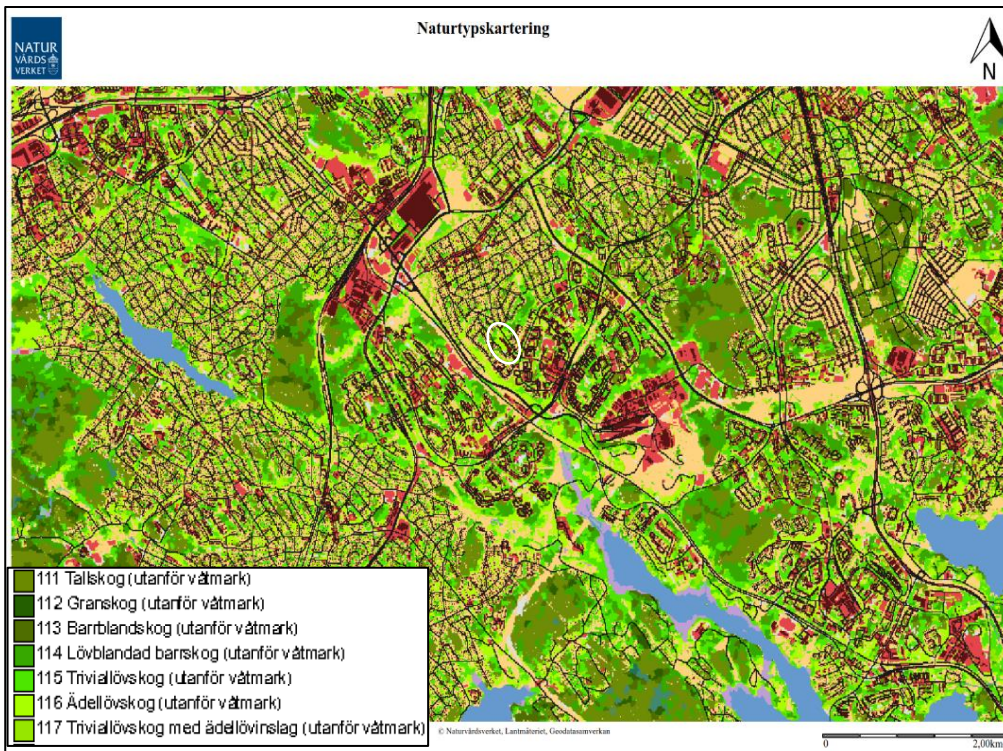 Naturtypskartering
NATUR
VÅRDS
VERKET
N
111 Tallskog (utanför våtmark)
112 Granskog (utanför våtmark)
113 Barrblandskog (utanför våtmark)
114 Lövblandad barrskog (utanför våtmark)
115 Triviallövskog (utanför våtmark)
116 Ädellövskog (utanför våtmark)
117 Triviallövskog med ädellövinslag (utanför våtmark)
© Naturvårdsverket, Lantmäteriet, Geodatasamverkan
0 2,00km